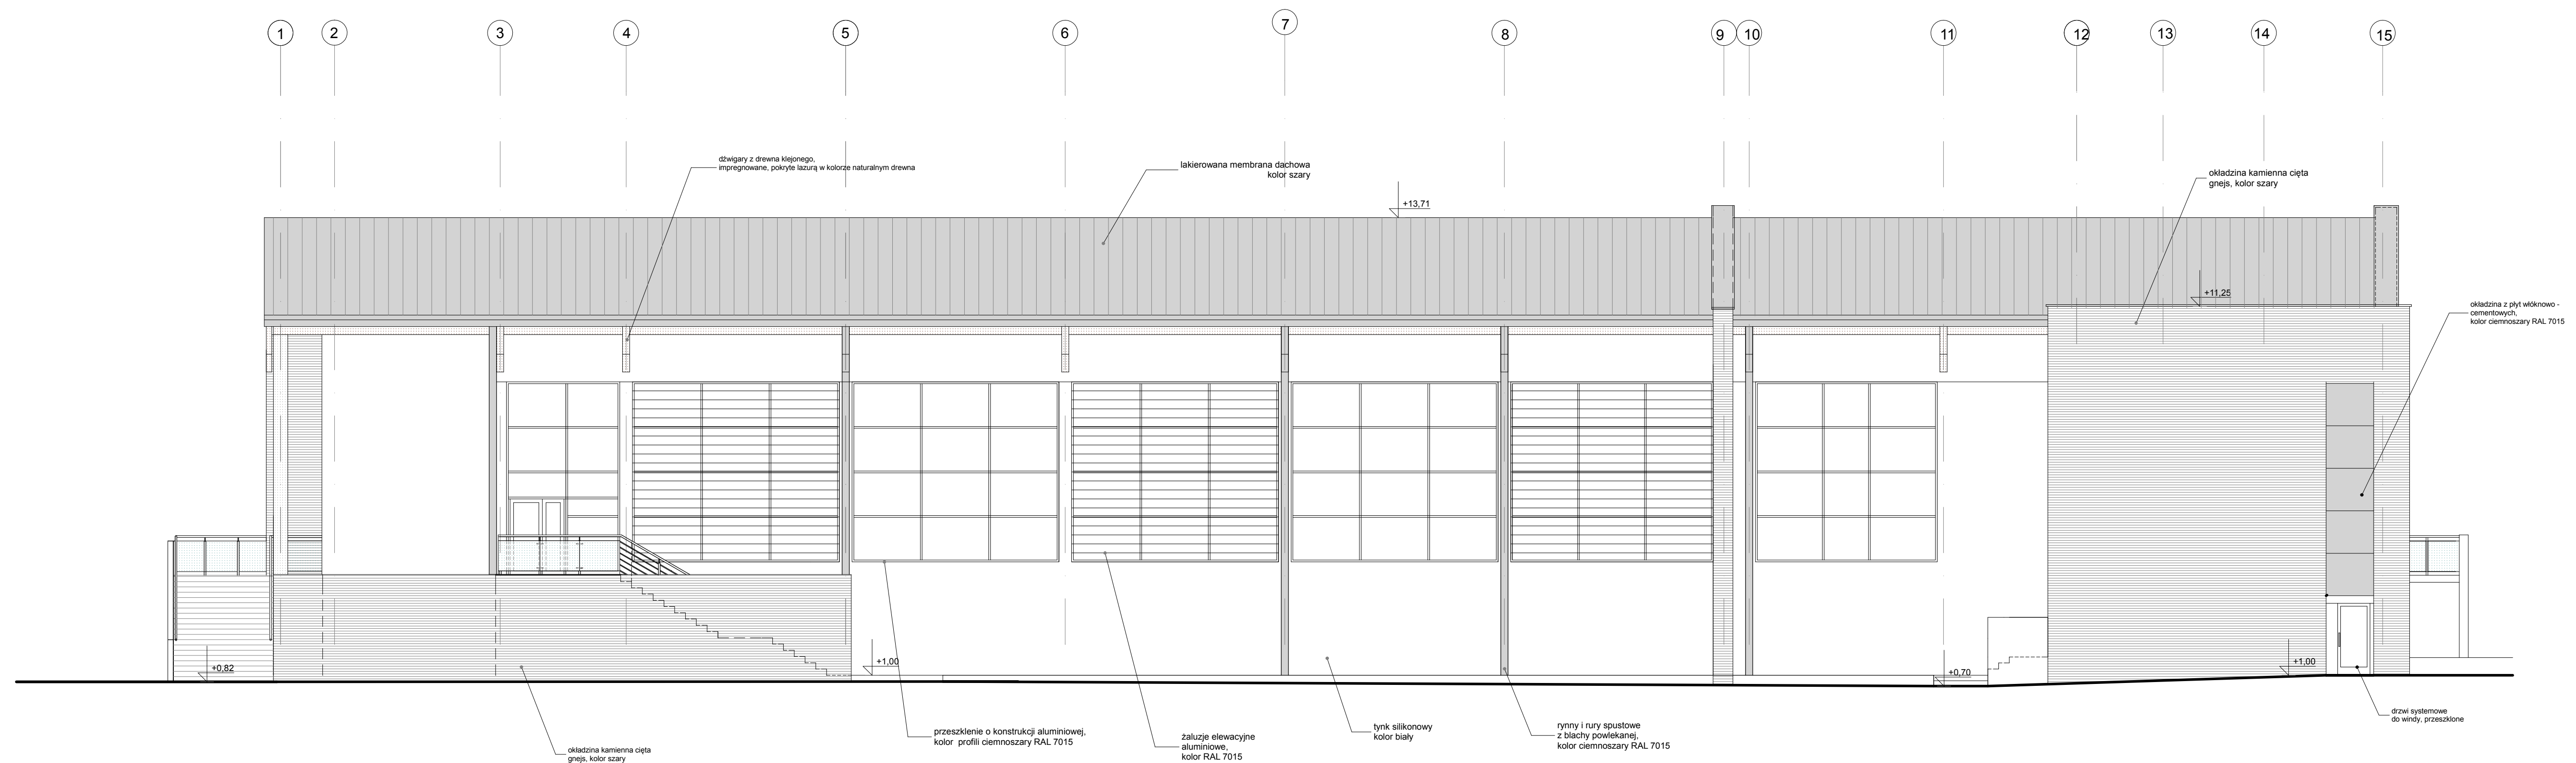 1 2 3 4 5 6 7 8 9 10 11 12 13 14 15
dźwigary z drewna klejonego,
impregnowane, pokryte lazurą w kolorze naturalnym drewna
lakierowana membrana dachowa
kolor szary
okładzina kamienna cięta
gnejs, kolor szary
+13,71
+11,25
okładzina z płyt włóknowo -
cementowych,
kolor ciemnoszary RAL 7015
+0,82
+1,00
+0,70
+1,00
okładzina kamienna cięta
gnejs, kolor szary
przeszklenie o konstrukcji aluminiowej,
kolor profili ciemnoszary RAL 7015
żaluzje elewacyjne
aluminiowe,
kolor RAL 7015
tynk silikonowy
kolor biały
rynny i rury spustowe
z blachy powlekanej,
kolor ciemnoszary RAL 7015
drzwi systemowe
do windy, przeszklone